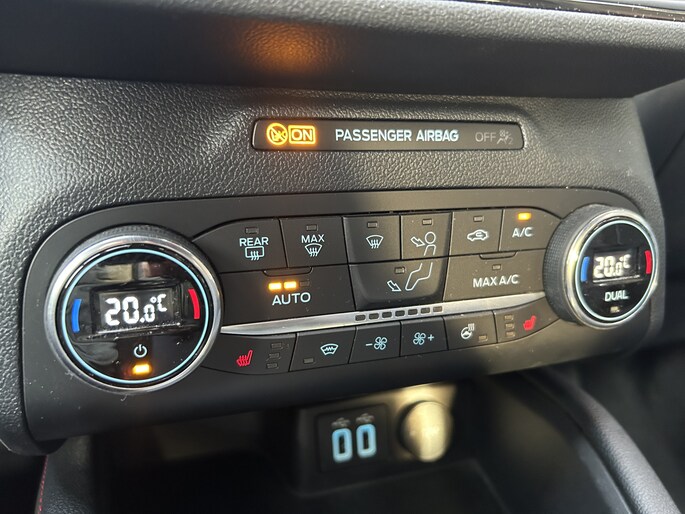 ON PASSENGER AIRBAG OFF
REAR
MAX
A/C
AUTO
MAX A/C
20.0°C
20.0°C
DUAL
- +